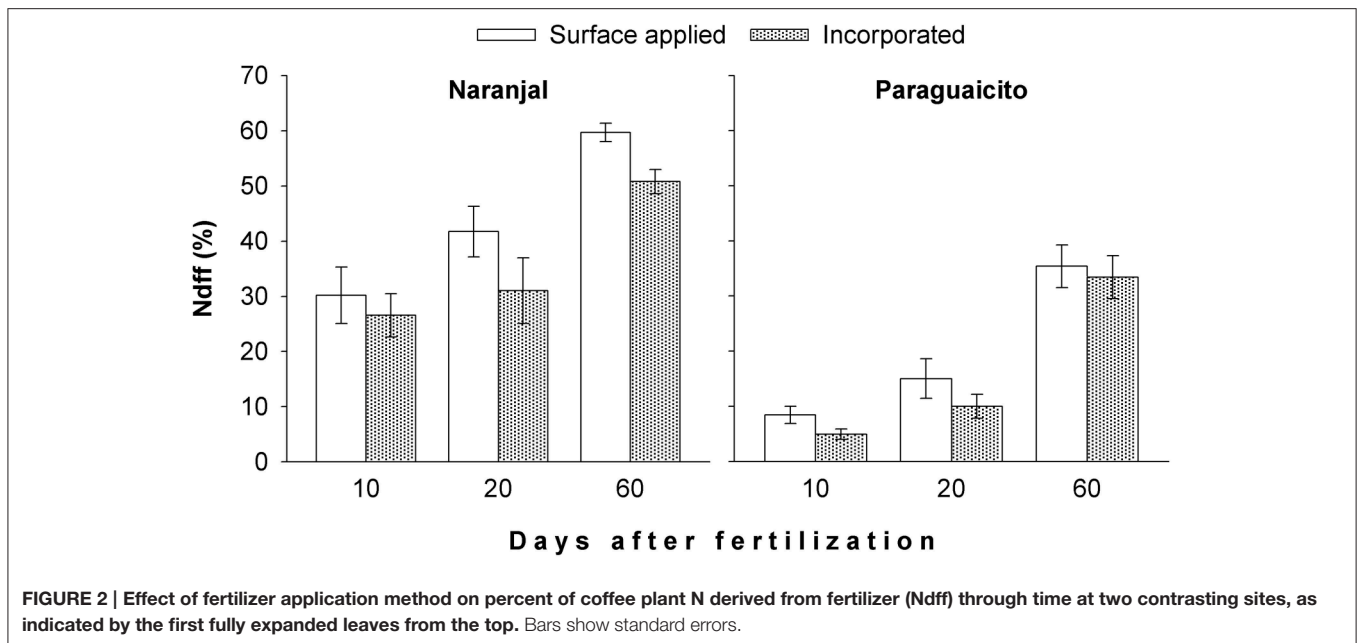 Surface applied Incorporated
Naranjal Paraguaicito
70
60
50
40
30
20
10
0
Ndff (%)
10 20 60 10 20 60
Days after fertilization
FIGURE 2 | Effect of fertilizer application method on percent of coffee plant N derived from fertilizer (Ndff) through time at two contrasting sites, as
indicated by the first fully expanded leaves from the top. Bars show standard errors.